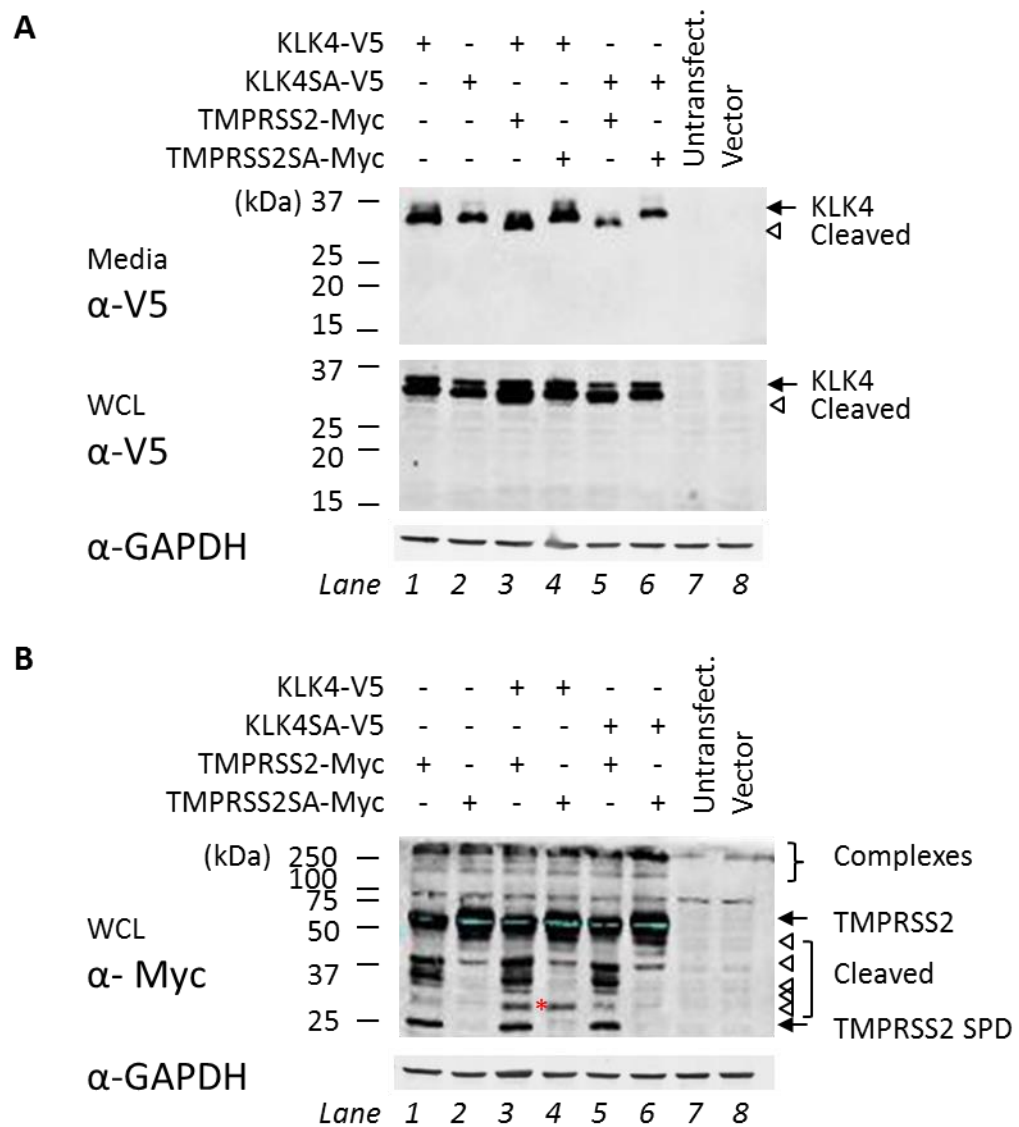 A
KLK4-V5 + - + + - -
KLK4SA-V5 - + - - + +
TMPRSS2-Myc - - + - + -
TMPRSS2SA-Myc - - - + - +
Untransfect.
Vector
(kDa) 37
25
20
15
Media
α-V5
KLK4
Cleaved
37
25
20
15
WCL
α-V5
KLK4
Cleaved
α-GAPDH
Lane 1 2 3 4 5 6 7 8
B
KLK4-V5 - - + + - -
KLK4SA-V5 - - - - + +
TMPRSS2-Myc + - + - + -
TMPRSS2SA-Myc - + - + - +
Untransfect.
Vector
(kDa) 250
100
75
50
37
25
WCL
α- Myc
*
Complexes
TMPRSS2
Cleaved
TMPRSS2 SPD
α-GAPDH
Lane 1 2 3 4 5 6 7 8